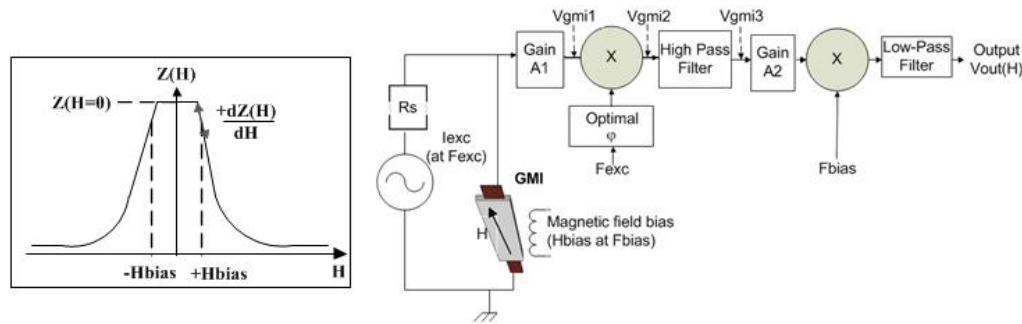 Z(H)
Z(H=0)
+dZ(H)
dH
-Hbias
+Hbias
H
Rs
Iexc
(at Fexc)
GMI
H
Magnetic field bias
(Hbias at Fbias)
Gain
A1
Vgmi1
X
Vgmi2
Optimal
φ
Fexc
High Pass
Filter
Vgmi3
Gain
A2
X
Fbias
Low-Pass
Filter
Output
Vout(H)